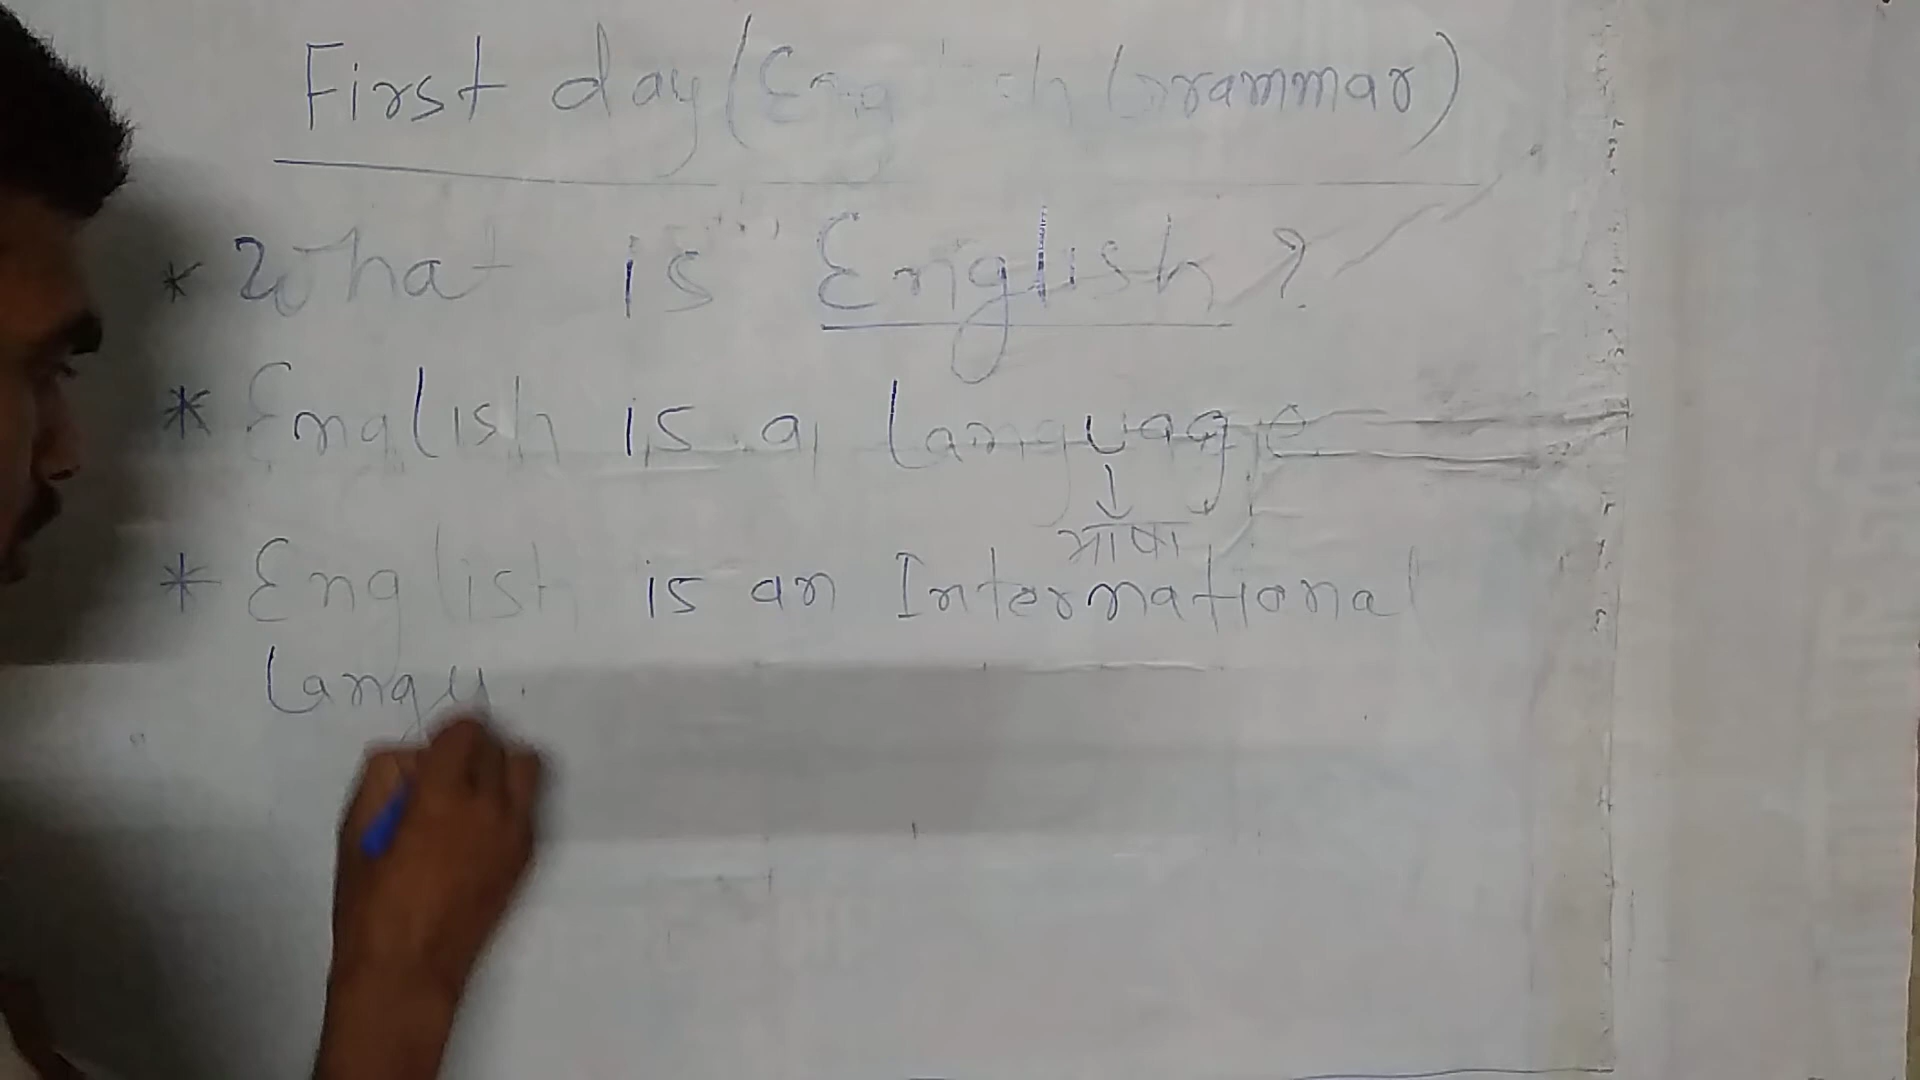 First day (English Grammar)
* What is English ?
* English is a Language
भाषा
* English is an International
Langu